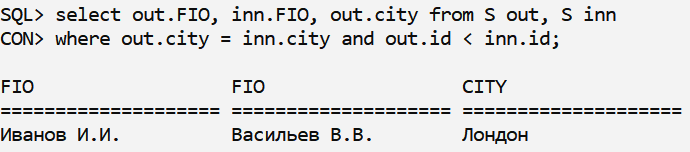 SQL> select out.FIO, inn.FIO, out.city from S out, S inn
CON> where out.city = inn.city and out.id < inn.id;
FIO FIO CITY
==================== ==================== ====================
Иванов И.И. Васильев В.В. Лондон